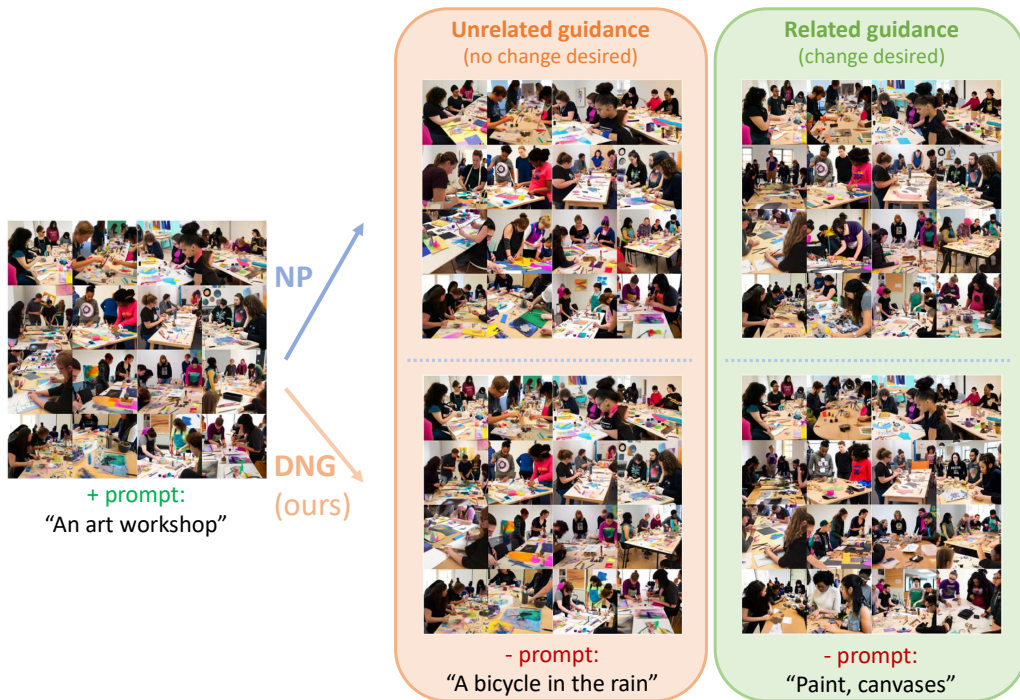 Unrelated guidance
(no change desired)
Related guidance
(change desired)
NP
DNG
(ours)
+ prompt:
“An art workshop”
- prompt:
“A bicycle in the rain”
- prompt:
“Paint, canvases”